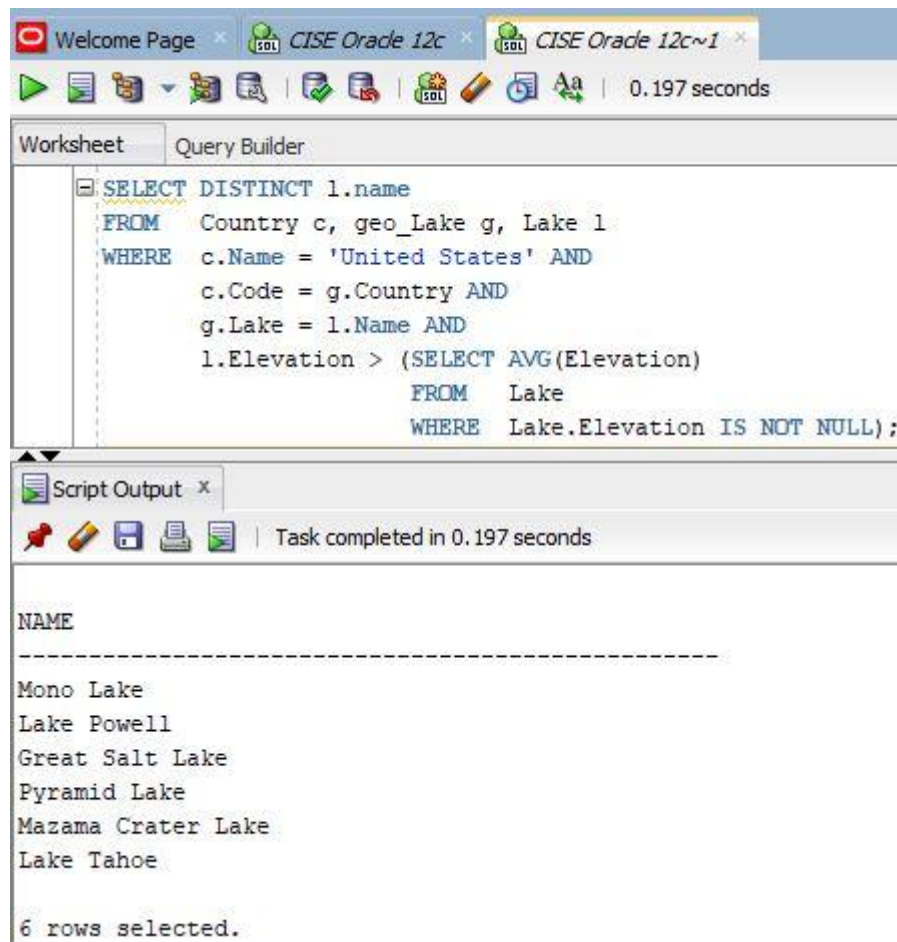 Welcome Page CISE Oracle 12c CISE Oracle 12c~1
0.197 seconds
Worksheet Query Builder
SELECT DISTINCT l.name
FROM Country c, geo_Lake g, Lake l
WHERE c.Name = 'United States' AND
c.Code = g.Country AND
g.Lake = l.Name AND
l.Elevation > (SELECT AVG(Elevation)
FROM Lake
WHERE Lake.Elevation IS NOT NULL);
Script Output x
Task completed in 0.197 seconds
NAME
--------------------------------------------------
Mono Lake
Lake Powell
Great Salt Lake
Pyramid Lake
Mazama Crater Lake
Lake Tahoe
6 rows selected.